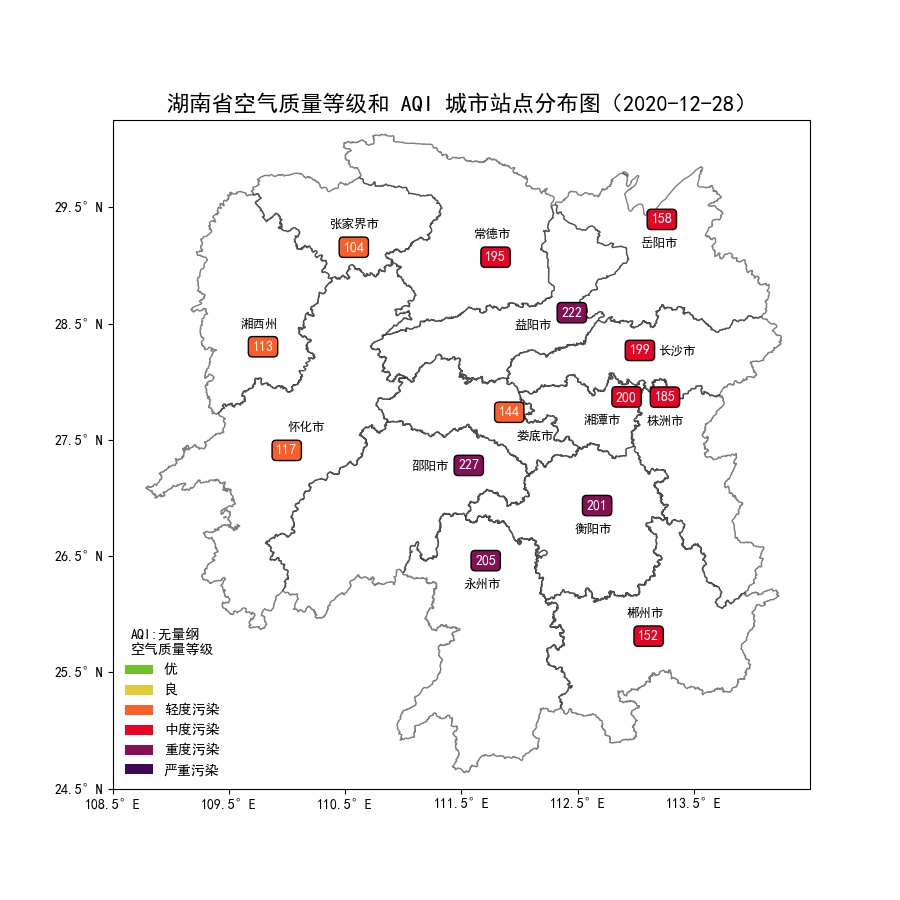 湖南省空气质量等级和 AQI 城市站点分布图（2020-12-28）
29.5° N
28.5° N
27.5° N
26.5° N
25.5° N
24.5° N
张家界市
104
常德市
195
158
岳阳市
222
益阳市
湘西州
113
199 长沙市
200
湘潭市
185
株洲市
144
娄底市
怀化市
117
邵阳市 227
201
衡阳市
205
永州市
郴州市
152
AQI:无量纲
空气质量等级
优
良
轻度污染
中度污染
重度污染
严重污染
108.5° E 109.5° E 110.5° E 111.5° E 112.5° E 113.5° E